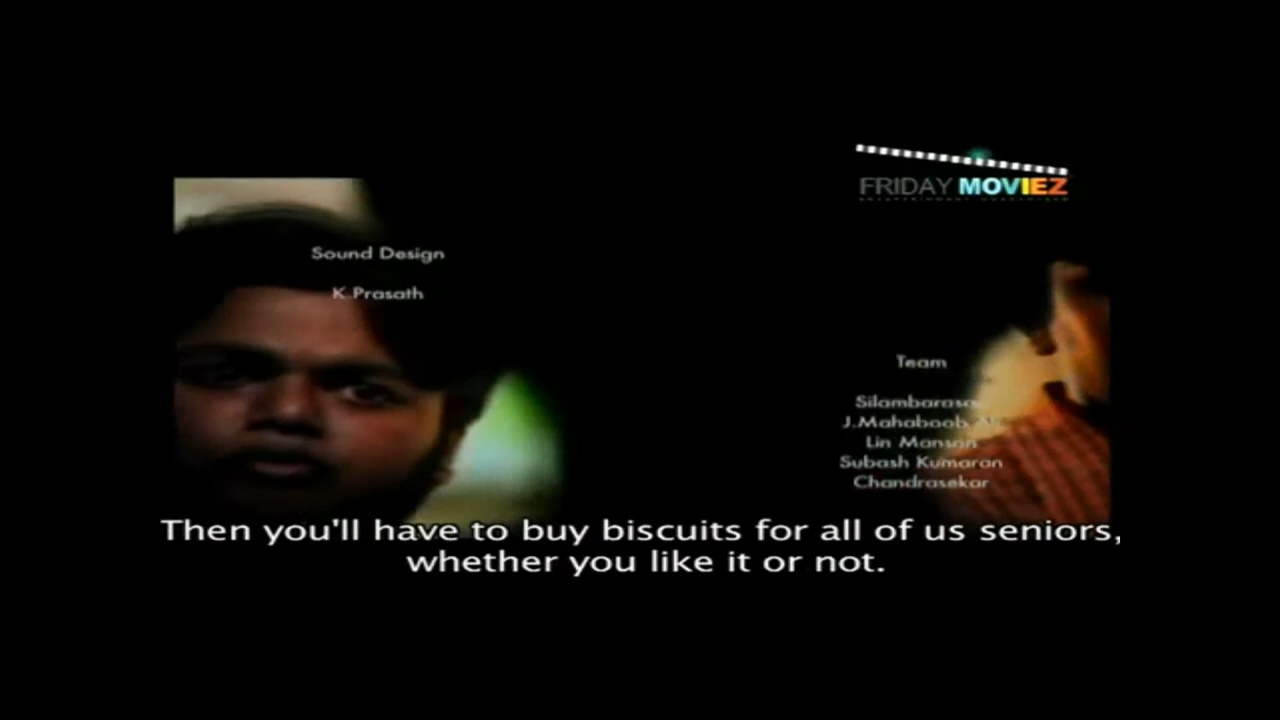 FRIDAY MOVIEZ
Sound Design
K.Prasath
Team
J.Mahaboob
Lin Manson
Subash Kumaran
Chandrasekar
Then you'll have to buy biscuits for all of us seniors,
whether you like it or not.